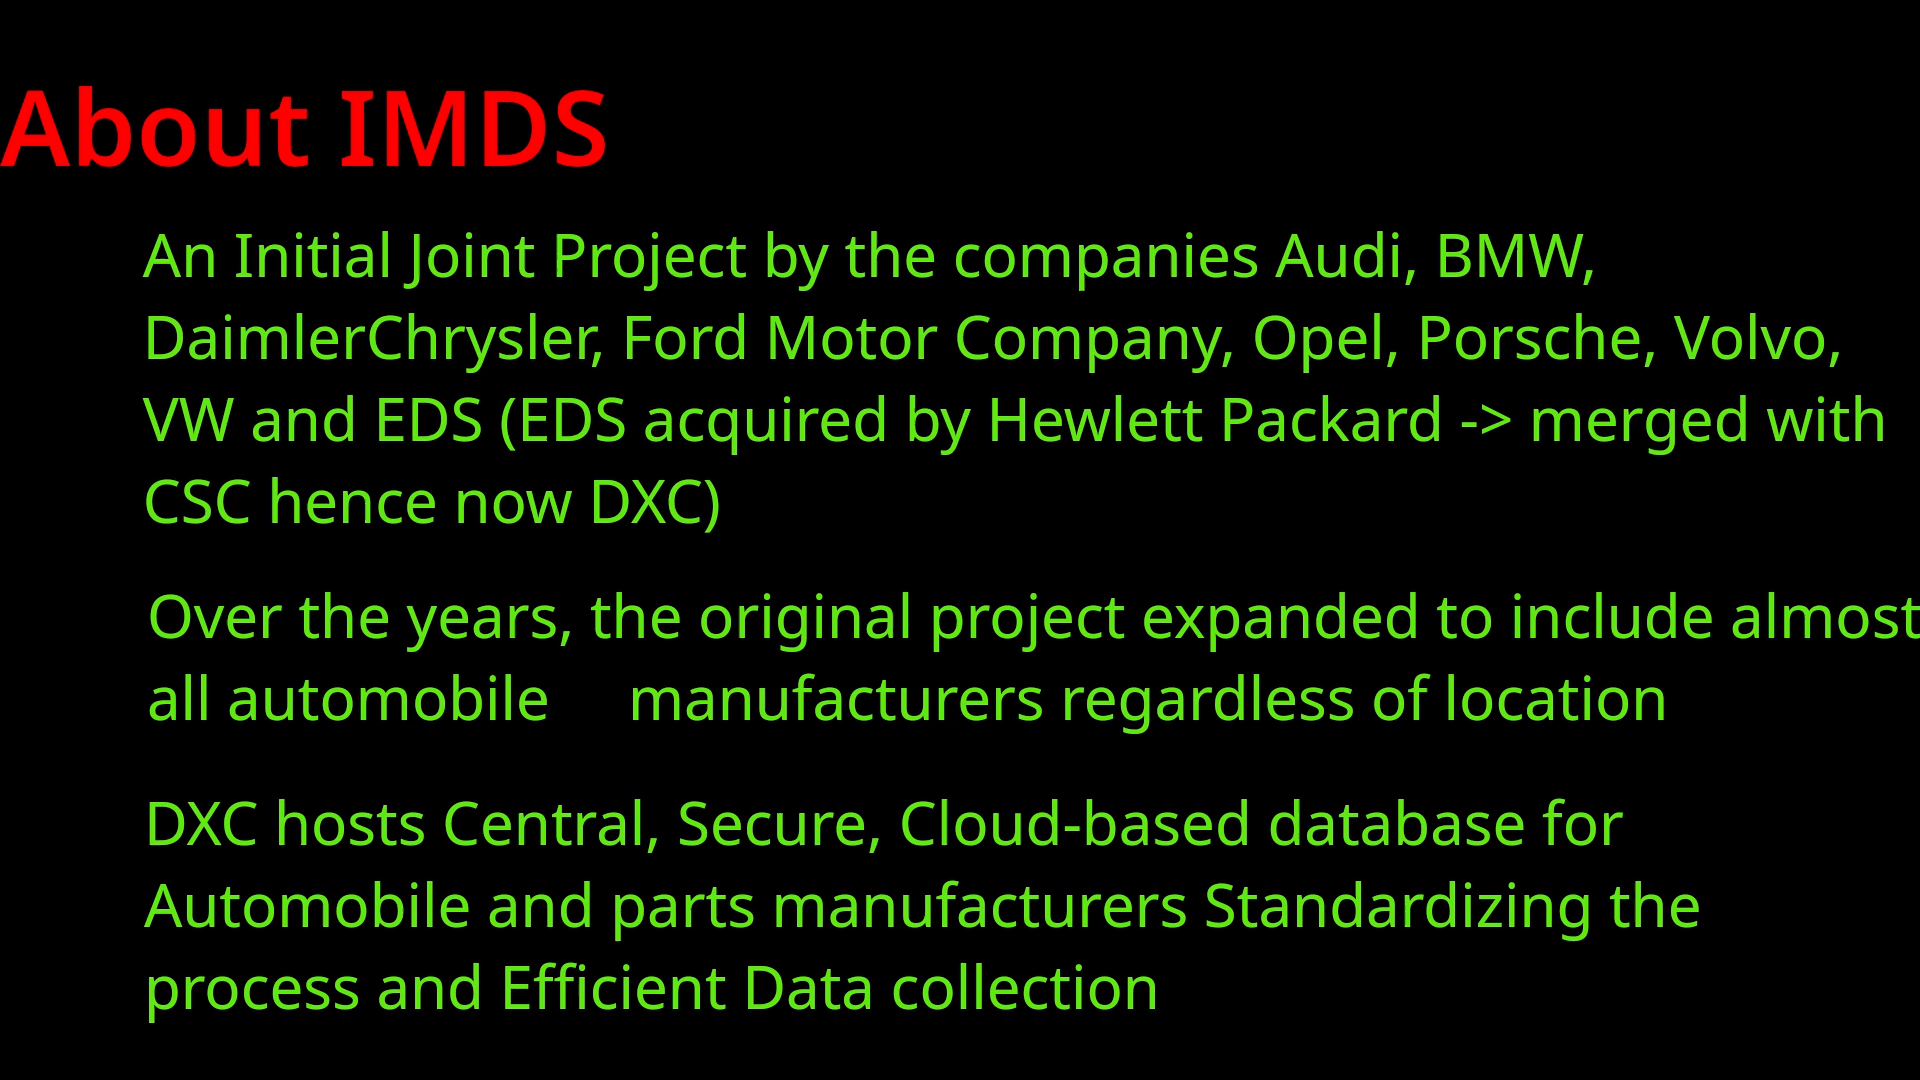 About IMDS
An Initial Joint Project by the companies Audi, BMW,
DaimlerChrysler, Ford Motor Company, Opel, Porsche, Volvo,
VW and EDS (EDS acquired by Hewlett Packard -> merged with
CSC hence now DXC)
Over the years, the original project expanded to include almost
all automobile     manufacturers regardless of location
DXC hosts Central, Secure, Cloud-based database for
Automobile and parts manufacturers Standardizing the
process and Efficient Data collection